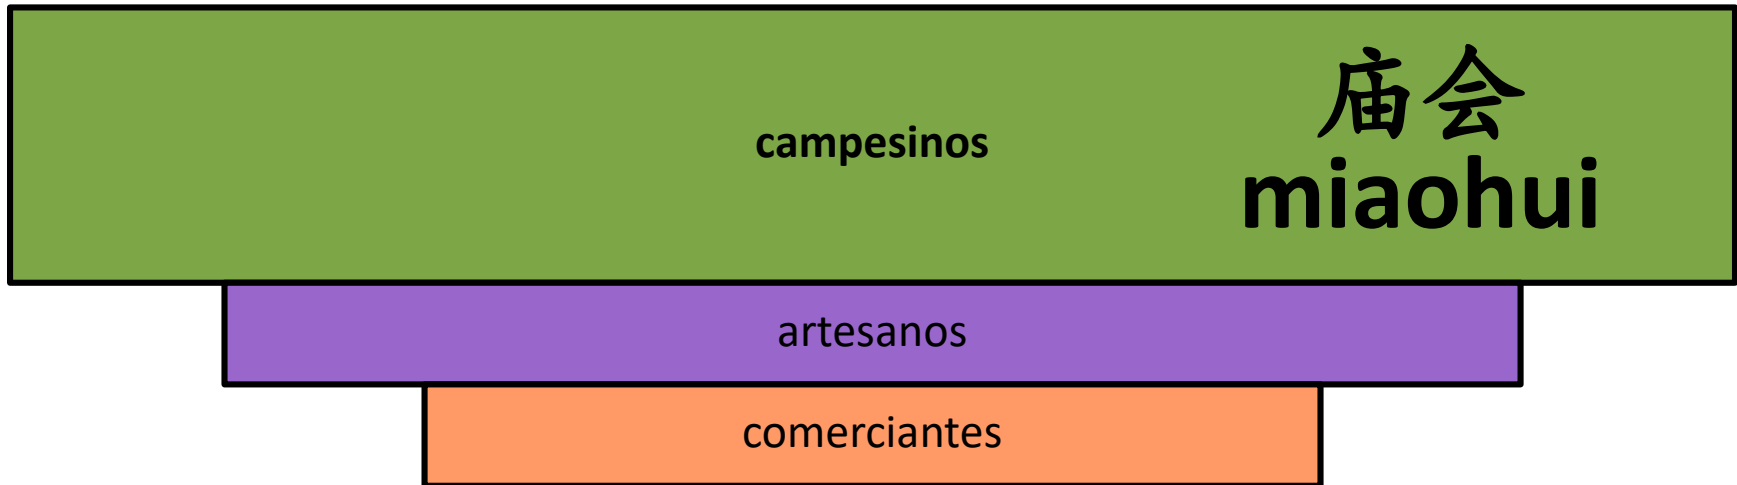 庙会
campesinos
miaohui
artesanos
comerciantes